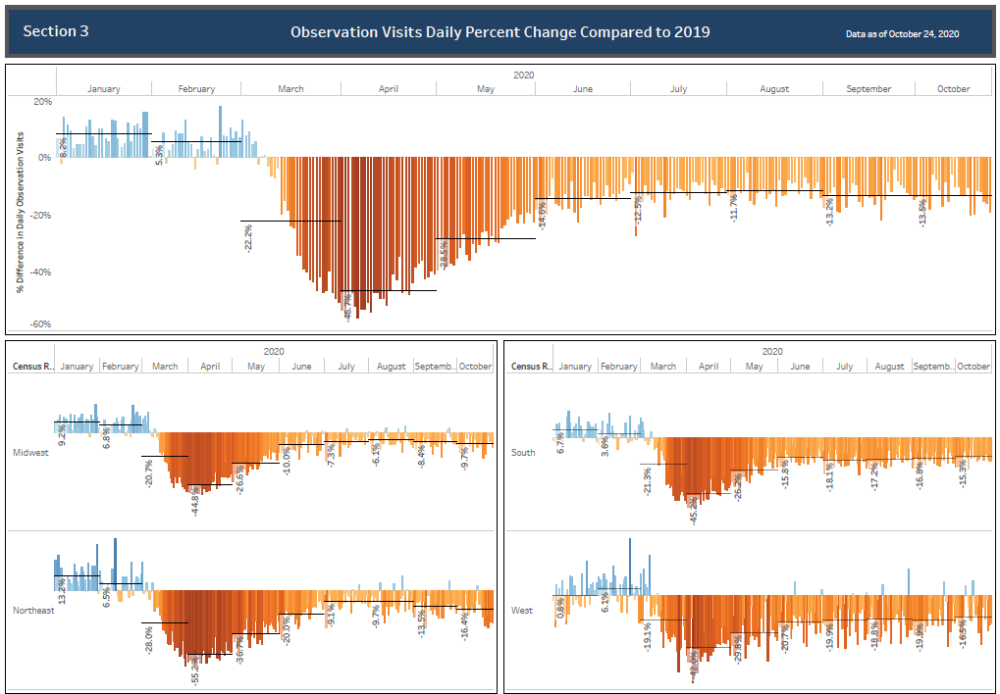 Section 3
Observation Visits Daily Percent Change Compared to 2019
Data as of October 24, 2020
2020
January February March April May June July August September October
% Difference in Daily Observation Visits
20%
0%
-20%
-40%
-60%
8.2% 5.3% -22.2% -46.7% -28.5% -14.6% -12.5% -11.7% -13.2% -13.5%
2020
Census R.. January February March April May June July August Septemb.. October
Midwest
9.2% 6.8% -20.7% -44.8% -26.6% -10.0% -7.3% -6.1% -8.4% -9.7%
Northeast
13.2% 6.5% -28.0% -55.2% -36.7% -20.0% -9.1% -9.7% -13.5% -16.4%
2020
Census R.. January February March April May June July August Septemb.. October
South
6.7% 3.6% -21.3% -45.2% -26.2% -15.8% -18.1% -17.2% -16.8% -15.3%
West
0.8% 6.1% -19.1% -42.0% -29.8% -20.7% -19.9% -18.8% -19.9% -16.5%